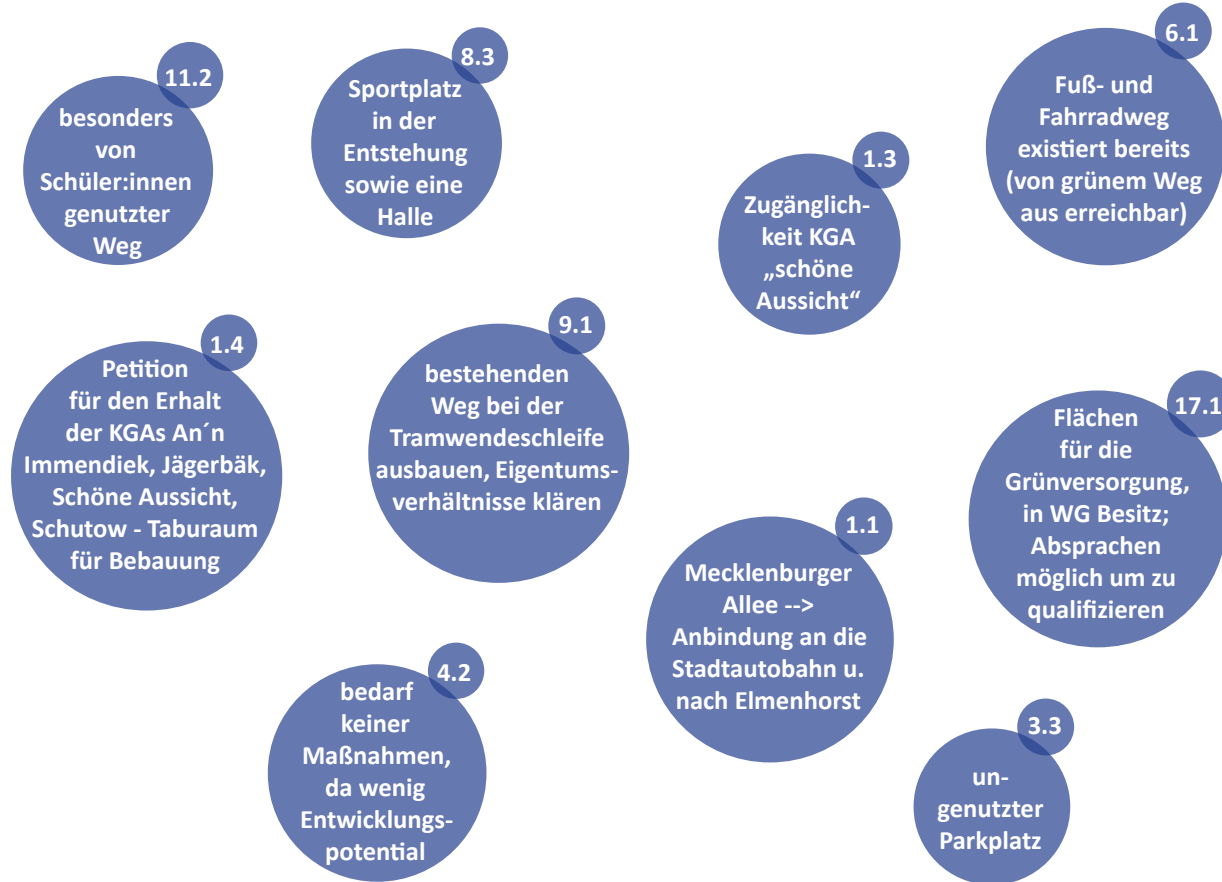 11.2
besonders
von
Schüler:innen
genutzter
Weg
8.3
Sportplatz
in der
Entstehung
sowie eine
Halle
1.3
Zugänglich-
keit KGA
„schöne
Aussicht“
6.1
Fuß- und
Fahrradweg
existiert bereits
(von grünem Weg
aus erreichbar)
1.4
Petition
für den Erhalt
der KGAs An´n
Immendiek, Jägerbäk,
Schöne Aussicht,
Schutow - Taburaum
für Bebauung
9.1
bestehenden
Weg bei der
Tramwendeschleife
ausbauen, Eigentums-
verhältnisse klären
1.1
Mecklenburger
Allee -->
Anbindung an die
Stadtautobahn u.
nach Elmenhorst
17.1
Flächen
für die
Grünversorgung,
in WG Besitz;
Absprachen
möglich um zu
qualifizieren
4.2
bedarf
keiner
Maßnahmen,
da wenig
Entwicklungs-
potential
3.3
un-
genutzter
Parkplatz